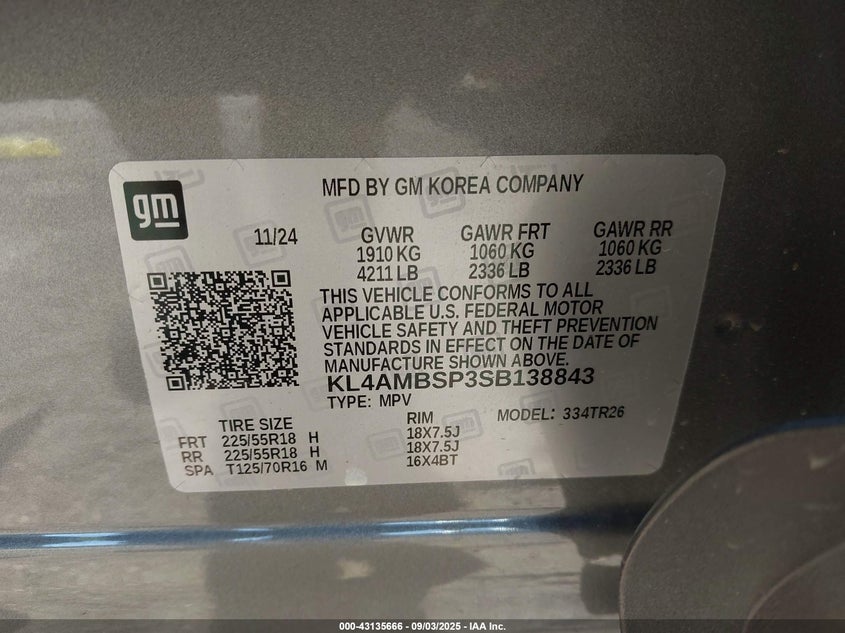 gm
MFD BY GM KOREA COMPANY
11/24 GVWR GAWR FRT GAWR RR
1910 KG 1060 KG 1060 KG
4211 LB 2336 LB 2336 LB
THIS VEHICLE CONFORMS TO ALL
APPLICABLE U.S. FEDERAL MOTOR
VEHICLE SAFETY AND THEFT PREVENTION
STANDARDS IN EFFECT ON THE DATE OF
MANUFACTURE SHOWN ABOVE.
KL4AMBSP3SB138843
TYPE: MPV
TIRE SIZE RIM MODEL: 334TR26
FRT 225/55R18 H 18X7.5J
RR 225/55R18 H 18X7.5J
SPA T125/70R16 M 16X4BT
000-43135666 - 09/03/2025 - IAA Inc.